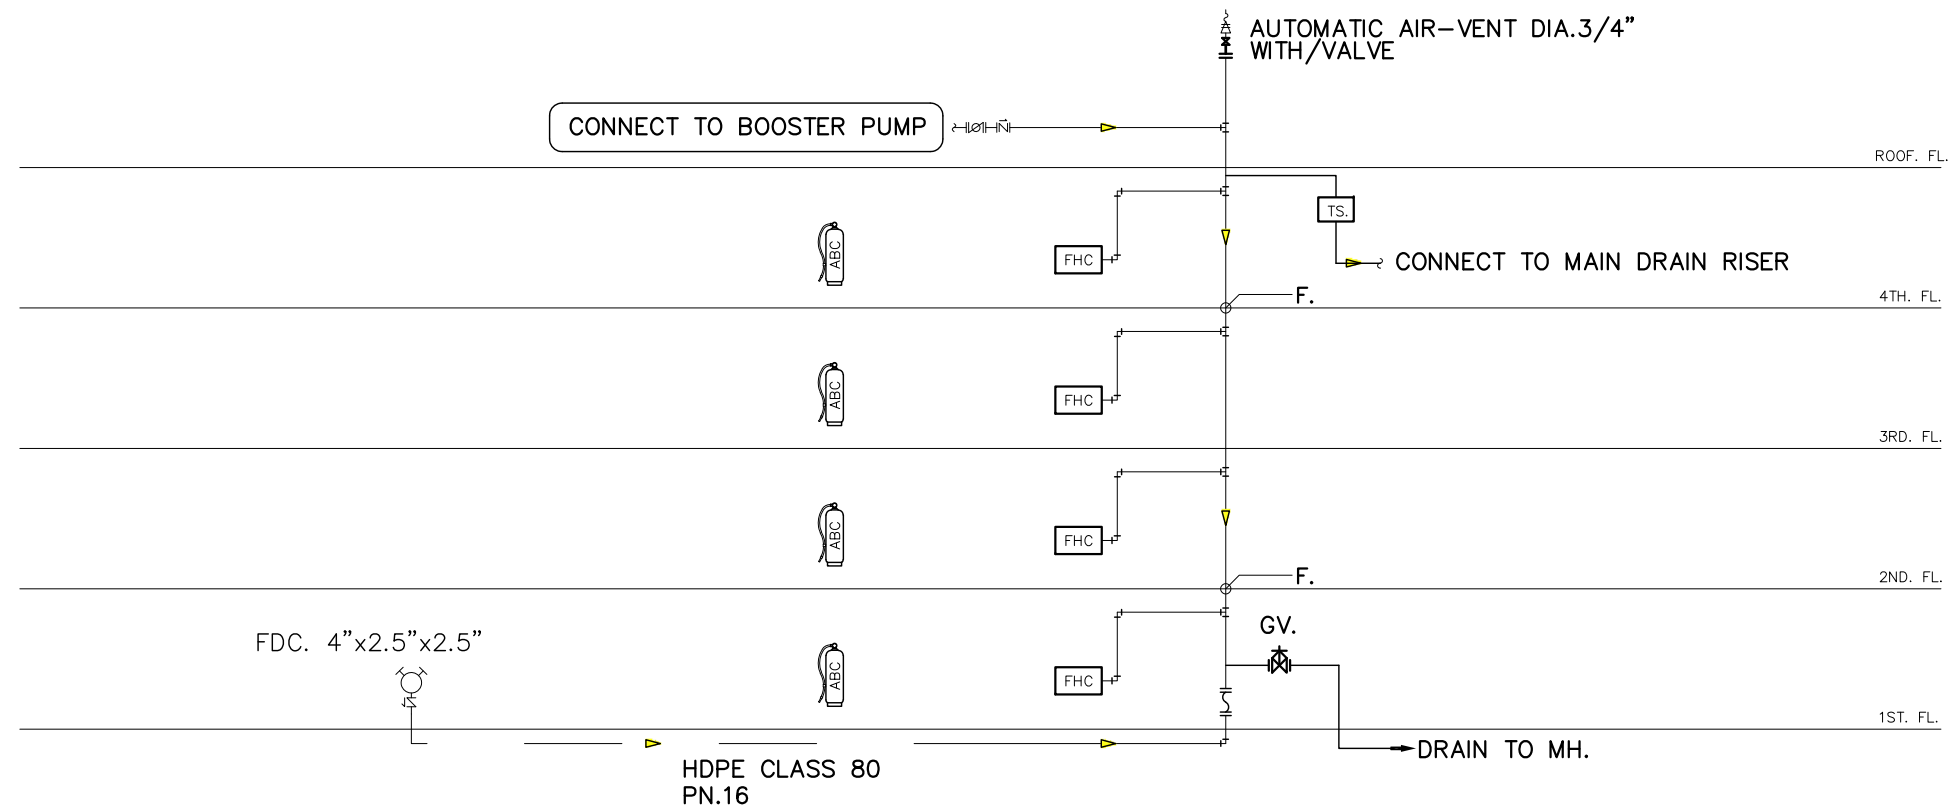 AUTOMATIC AIR-VENT DIA.3/4"
WITH/VALVE
CONNECT TO BOOSTER PUMP
ROOF. FL.
TS.
ABC
FHC
CONNECT TO MAIN DRAIN RISER
F.
4TH. FL.
ABC
FHC
3RD. FL.
ABC
FHC
F.
2ND. FL.
GV.
FDC. 4"x2.5"x2.5"
ABC
FHC
1ST. FL.
DRAIN TO MH.
HDPE CLASS 80
PN.16